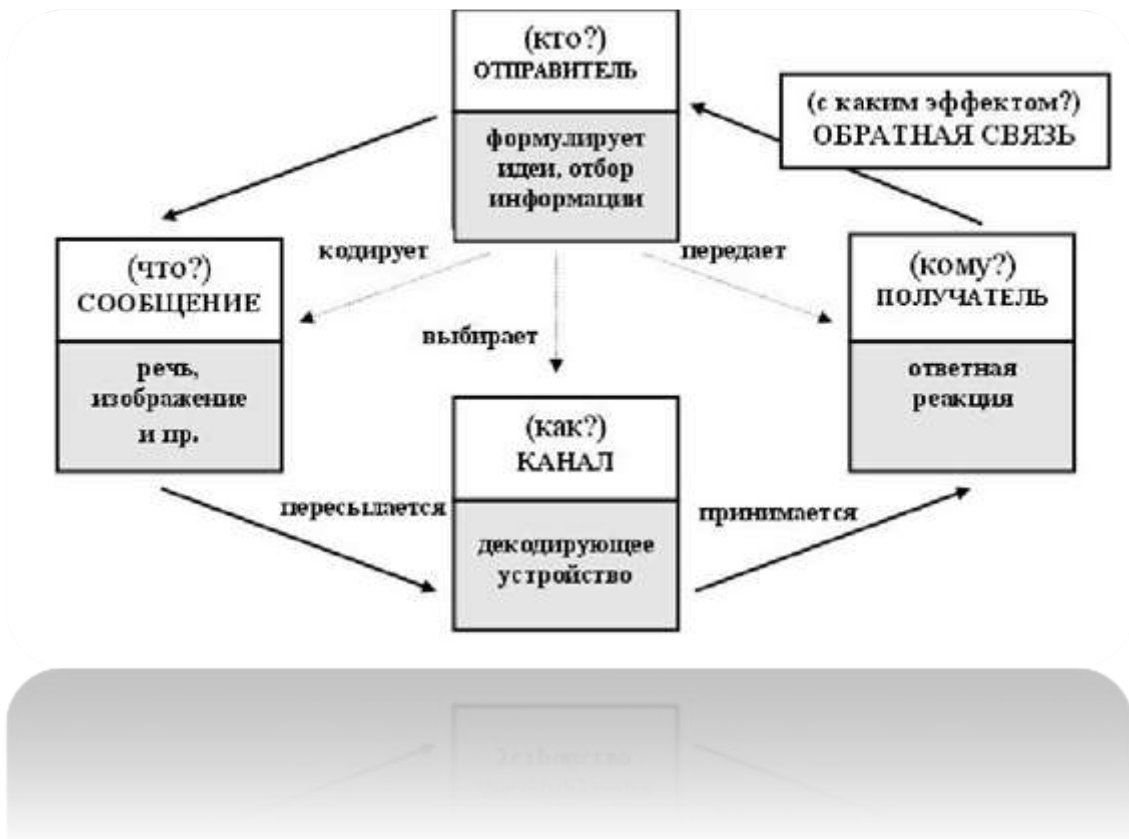 (кто?)
ОТПРАВИТЕЛЬ
формулирует
идеи, отбор
информации
(с каким эффектом?)
ОБРАТНАЯ СВЯЗЬ
кодирует
передает
(что?)
СООБЩЕНИЕ
речь,
изображение
и пр.
выбирает
(кому?)
ПОЛУЧАТЕЛЬ
ответная
реакция
(как?)
КАНАЛ
декодирующее
устройство
пересылается
принимается